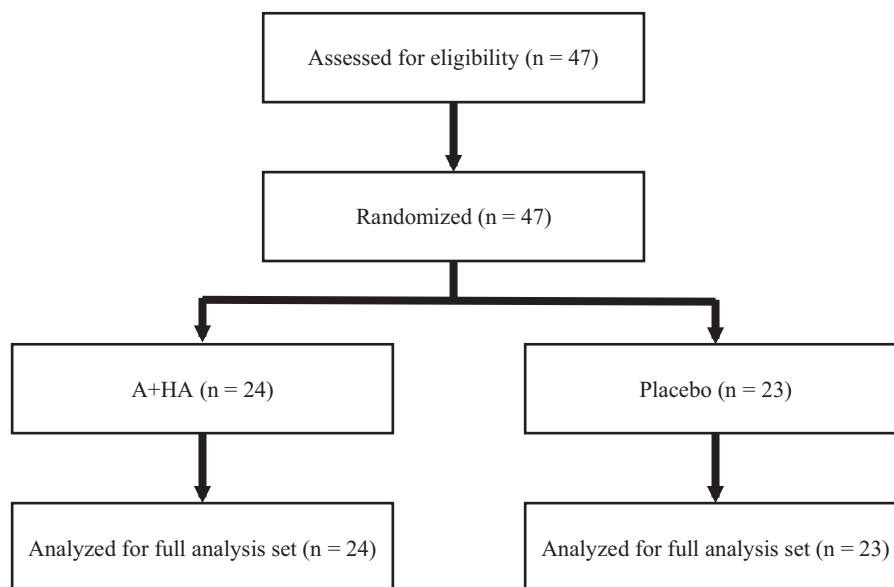 Assessed for eligibility (n = 47)
Randomized (n = 47)
A+HA (n = 24)
Placebo (n = 23)
Analyzed for full analysis set (n = 24)
Analyzed for full analysis set (n = 23)